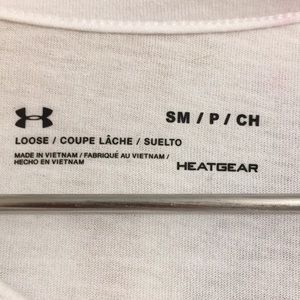 SM / P / CH
LOOSE / COUPE LÂCHE / SUELTO
MADE IN VIETNAM / FABRIQUÉ AU VIETNAM /
HECHO EN VIETNAM
HEATGEAR